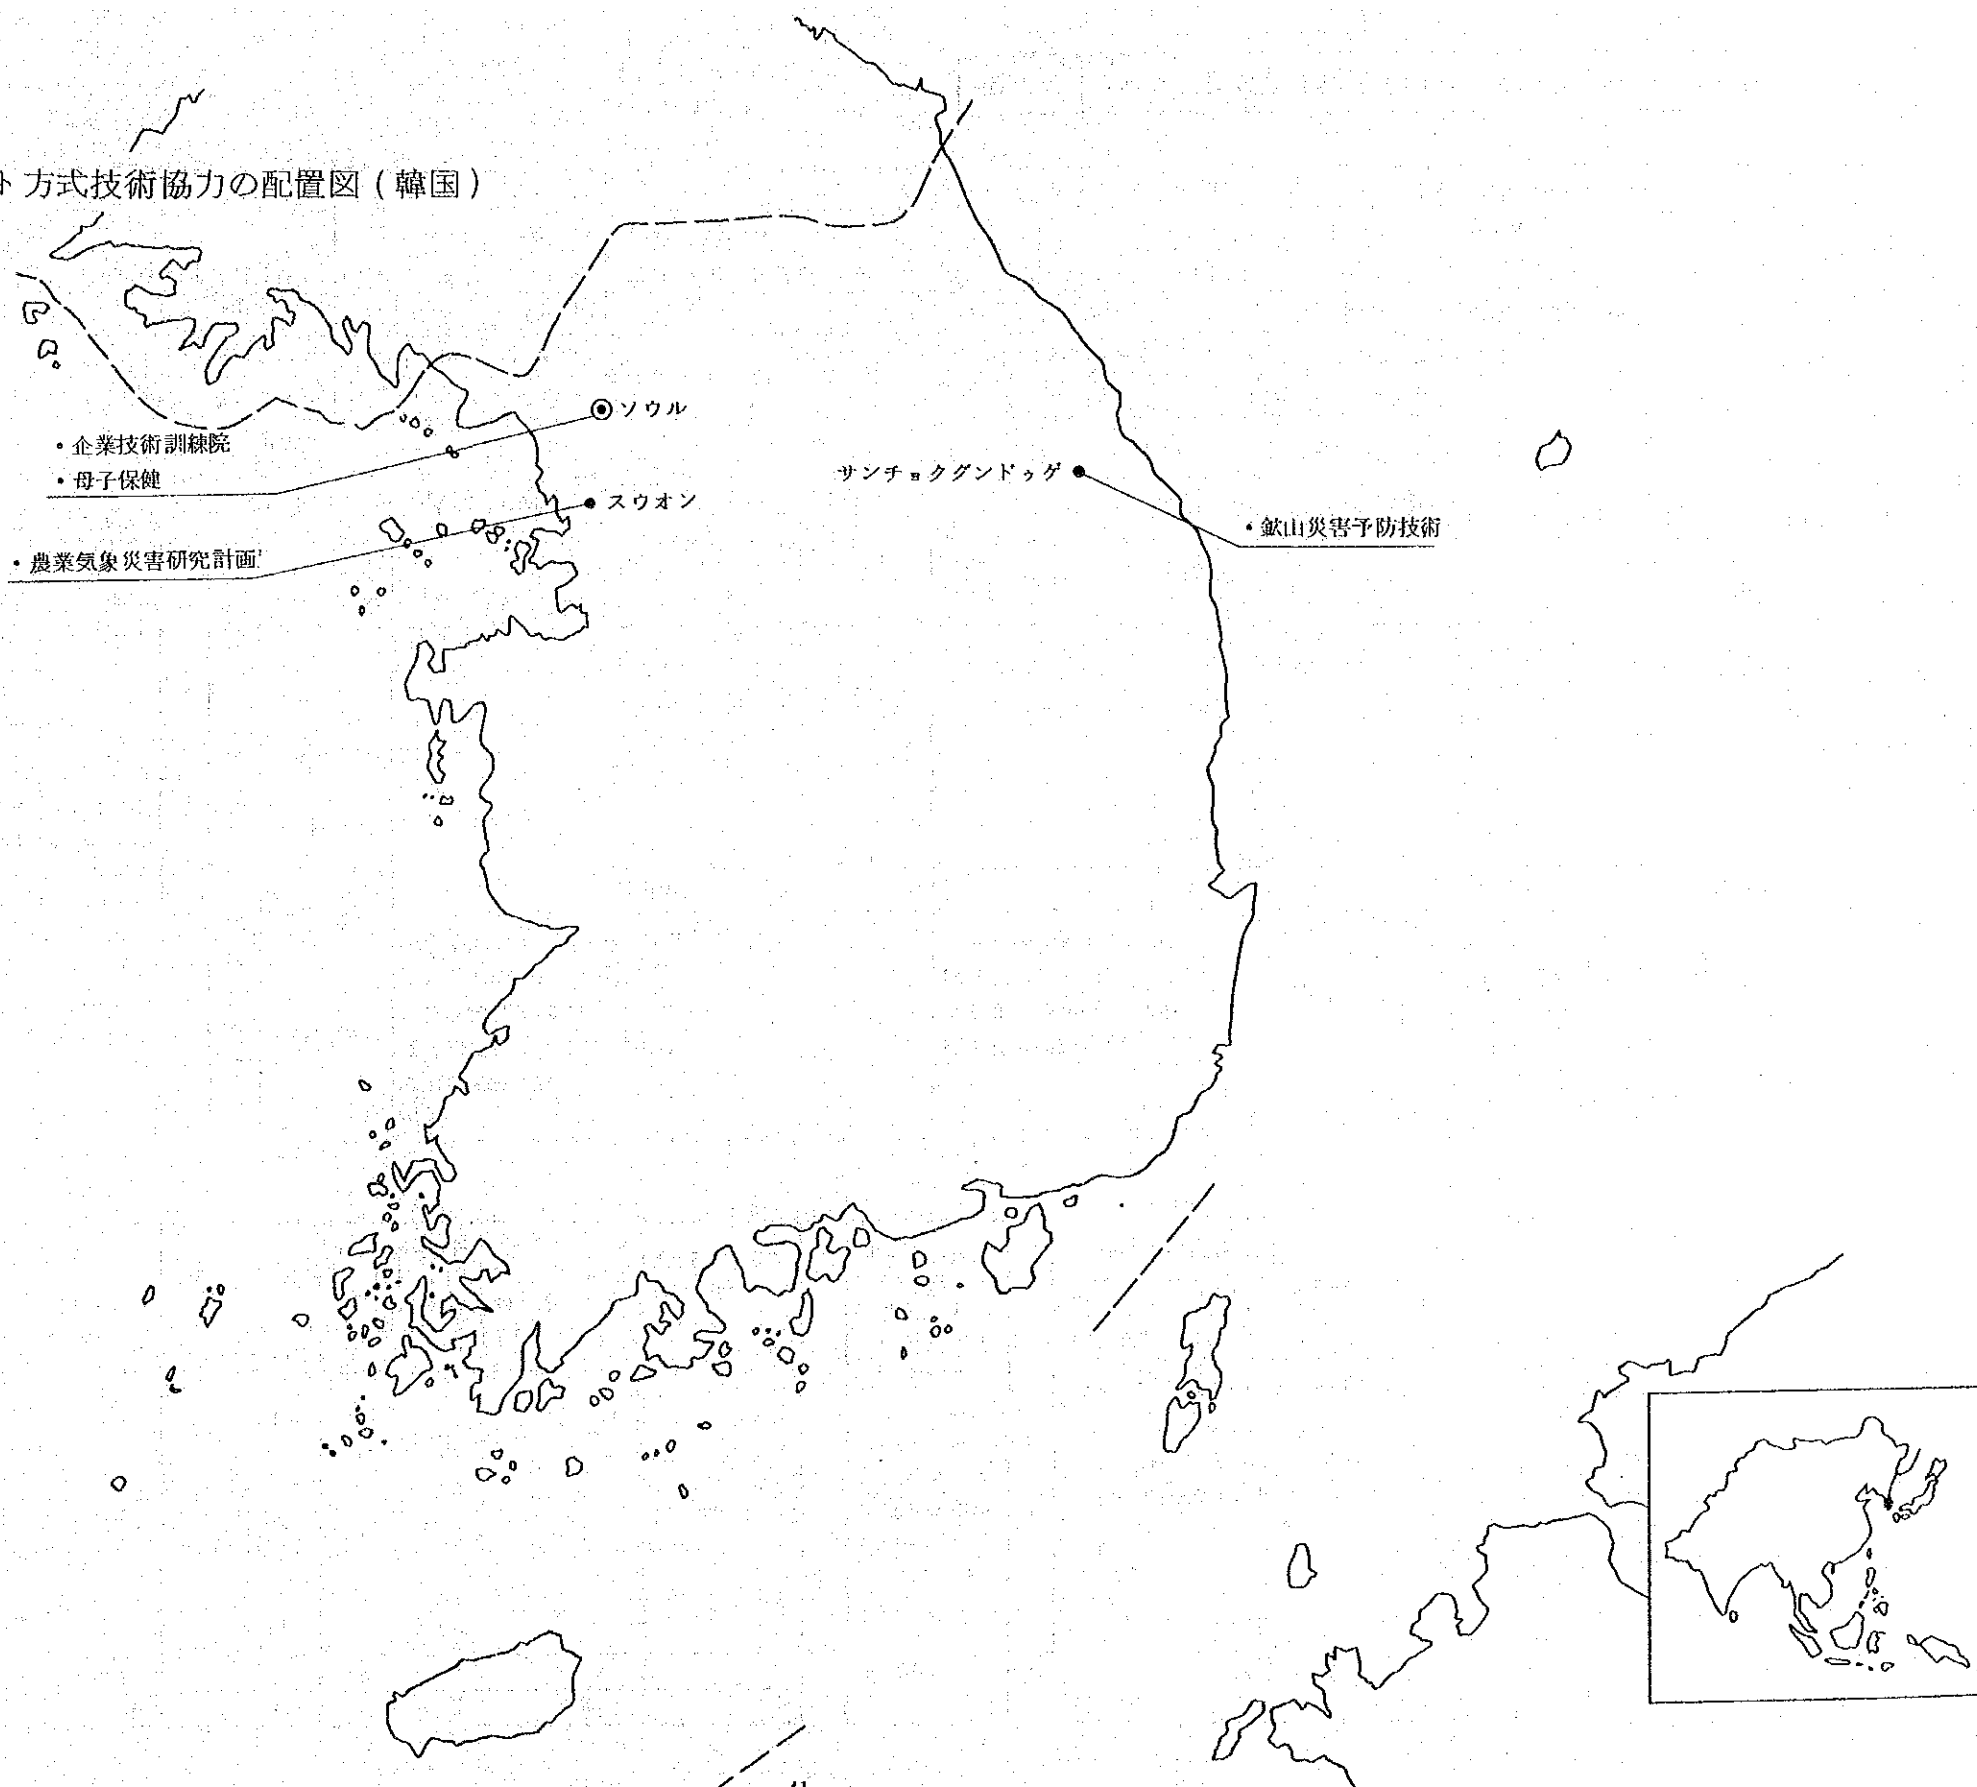 ト方式技術協力の配置図(韓国)
ソウル
・企業技術訓練院
・母子保健
サンチョクグンドゥゲ
スウオン
・鉱山災害予防技術
・農業気象災害研究計画